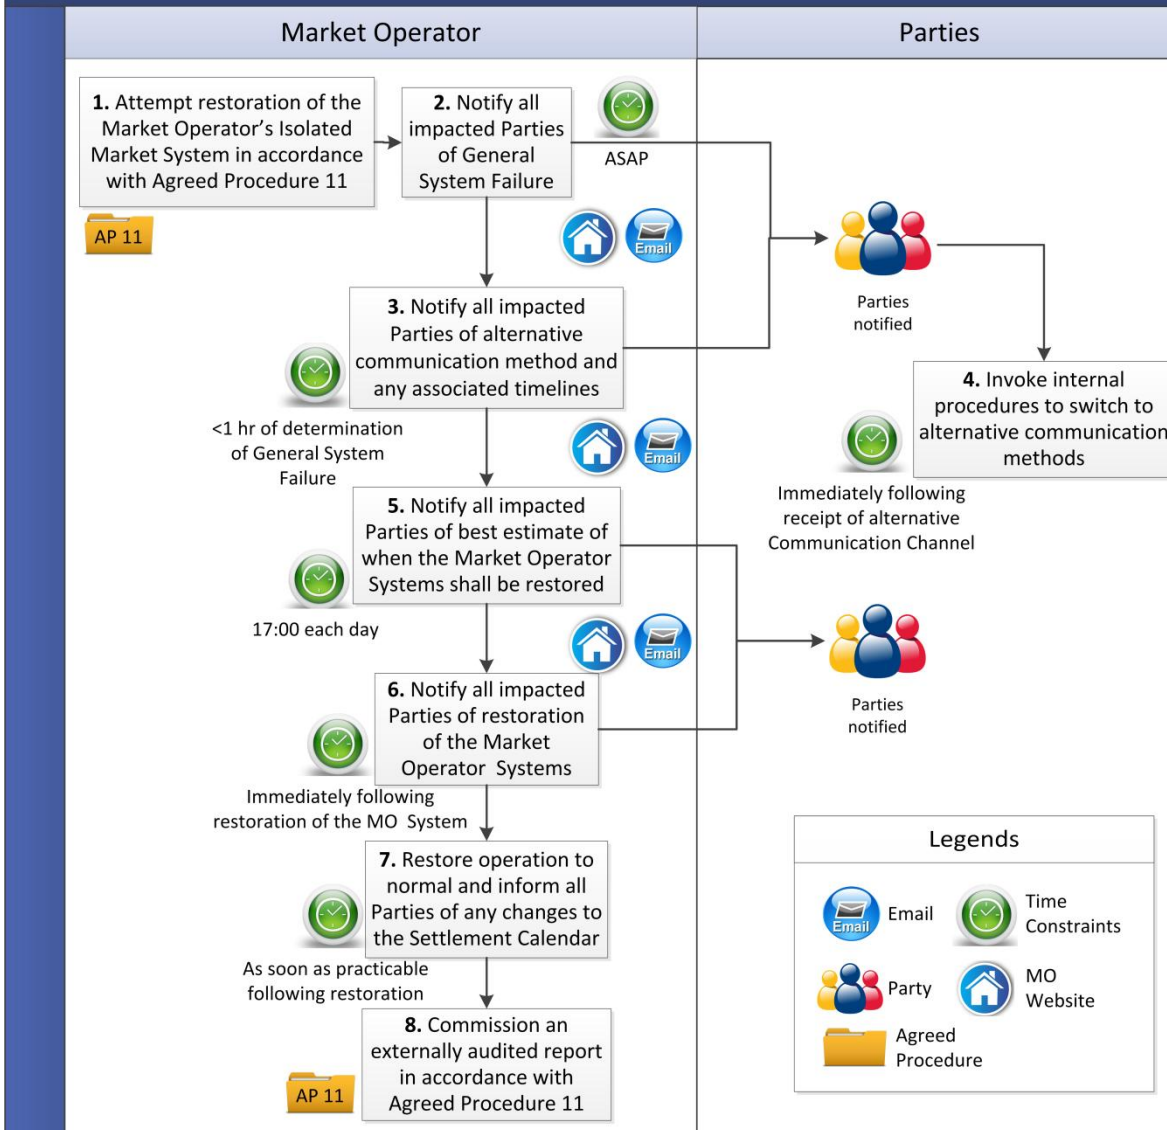 Market Operator
Parties
1. Attempt restoration of the
Market Operator's Isolated
Market System in accordance
with Agreed Procedure 11
AP 11
2. Notify all
impacted Parties
of General
System Failure
ASAP
Email
Parties
notified
3. Notify all impacted
Parties of alternative
communication method and
any associated timelines
<1 hr of determination
of General System
Failure
Email
4. Invoke internal
procedures to switch to
alternative communication
methods
Immediately following
receipt of alternative
Communication Channel
5. Notify all impacted
Parties of best estimate of
when the Market Operator
Systems shall be restored
17:00 each day
Email
Parties
notified
6. Notify all impacted
Parties of restoration
of the Market
Operator Systems
Immediately following
restoration of the MO System
7. Restore operation to
normal and inform all
Parties of any changes to
the Settlement Calendar
As soon as practicable
following restoration
8. Commission an
externally audited report
in accordance with
Agreed Procedure 11
AP 11
Legends
Email
Email
Time
Constraints
Party
MO
Website
Agreed
Procedure